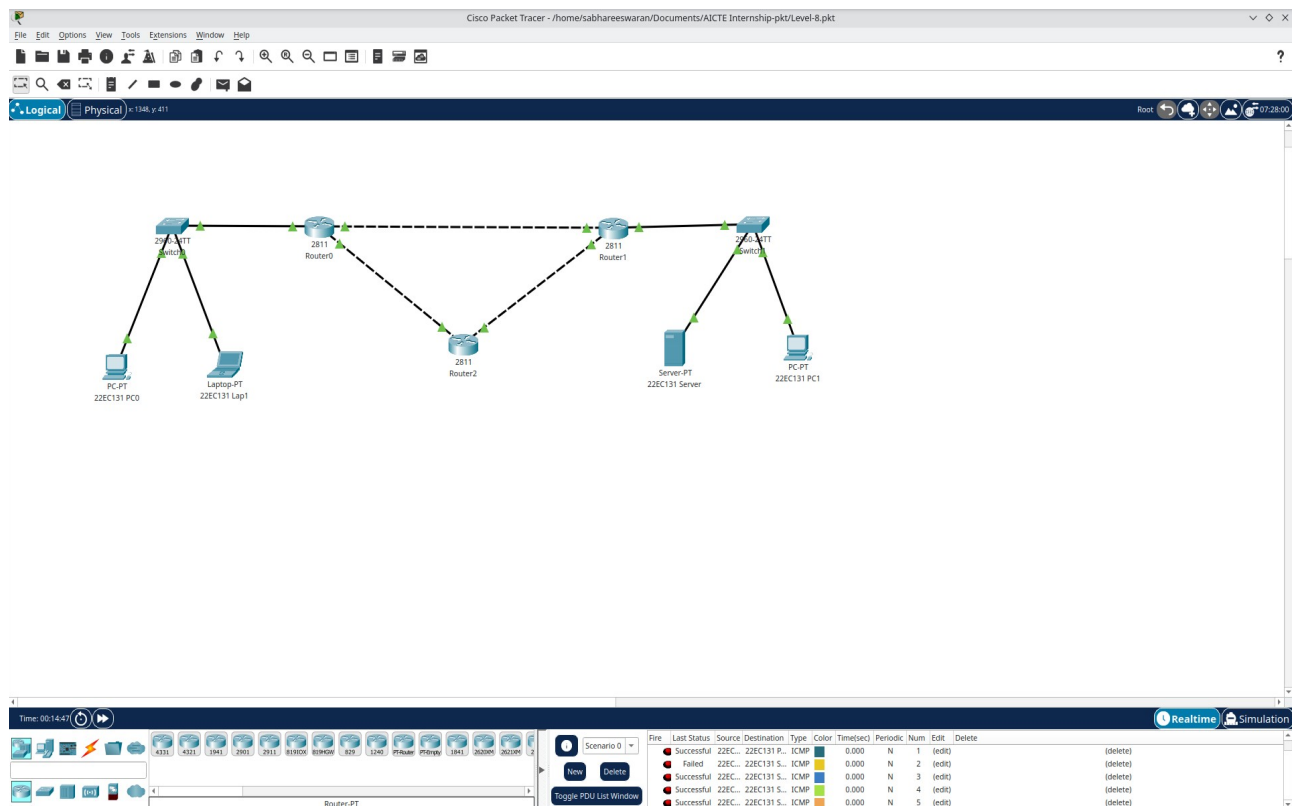 Cisco Packet Tracer - /home/sabhareeswaran/Documents/AICTE Internship-pkt/Level-8.pkt
File Edit Options View Tools Extensions Window Help
?
Logical Physical x: 1348, y: 411 Root 07:28:00
2811
Router0
2811
Router1
2960-24TT
Switch0
2960-24TT
2811
Router2
PC-PT
22EC131 PC0
Laptop-PT
22EC131 Lap1
Server-PT
22EC131 Server
PC-PT
22EC131 PC1
Time: 00:14:47 Realtime Simulation
4331 4321 1941 2901 2911 819IOX 819HGW 829 1240 PT-Router PT-Empty 1841 2620XM 2621XM 2
Router-PT
Scenario 0
New Delete
Toggle PDU List Window
Fire Last Status Source Destination Type Color Time(sec) Periodic Num Edit Delete
Successful 22EC... 22EC131 P... ICMP 0.000 N 1 (edit) (delete)
Failed 22EC... 22EC131 S... ICMP 0.000 N 2 (edit) (delete)
Successful 22EC... 22EC131 S... ICMP 0.000 N 3 (edit) (delete)
Successful 22EC... 22EC131 S... ICMP 0.000 N 4 (edit) (delete)
Successful 22EC... 22EC131 S... ICMP 0.000 N 5 (edit) (delete)